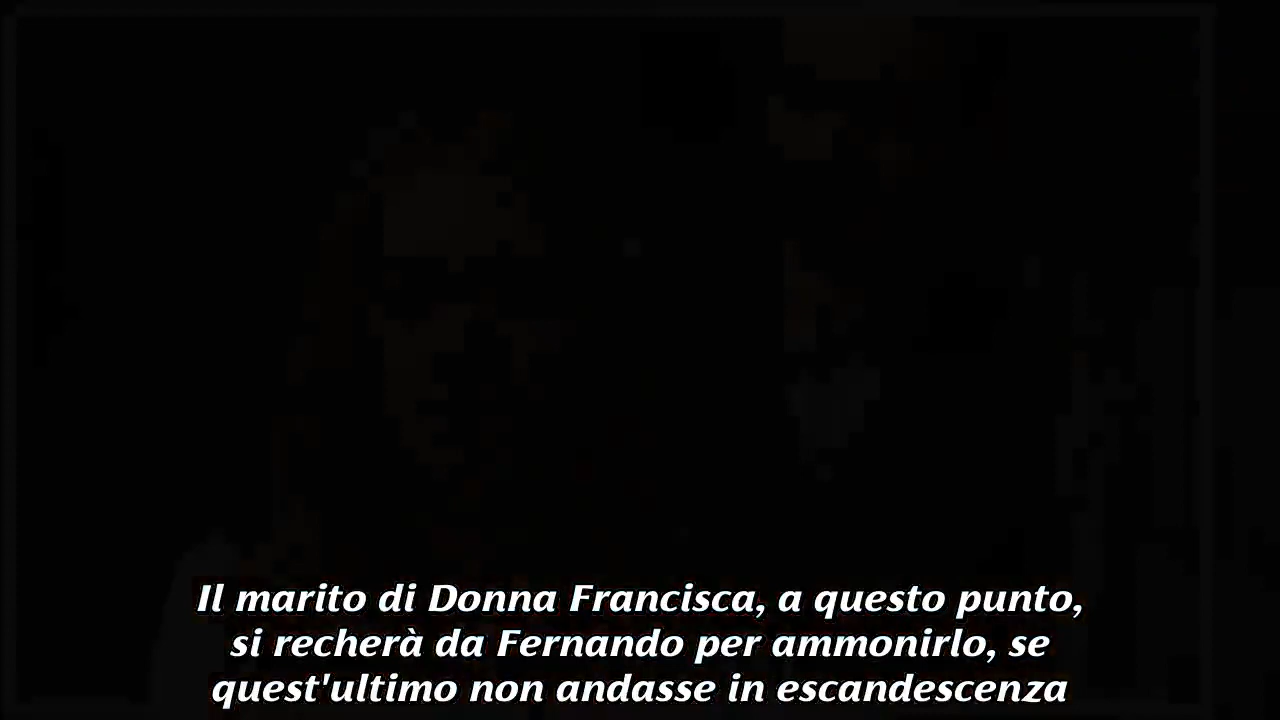 Il marito di Donna Francisca, a questo punto,
si recherà da Fernando per ammonirlo, se
quest'ultimo non andasse in escandescenza